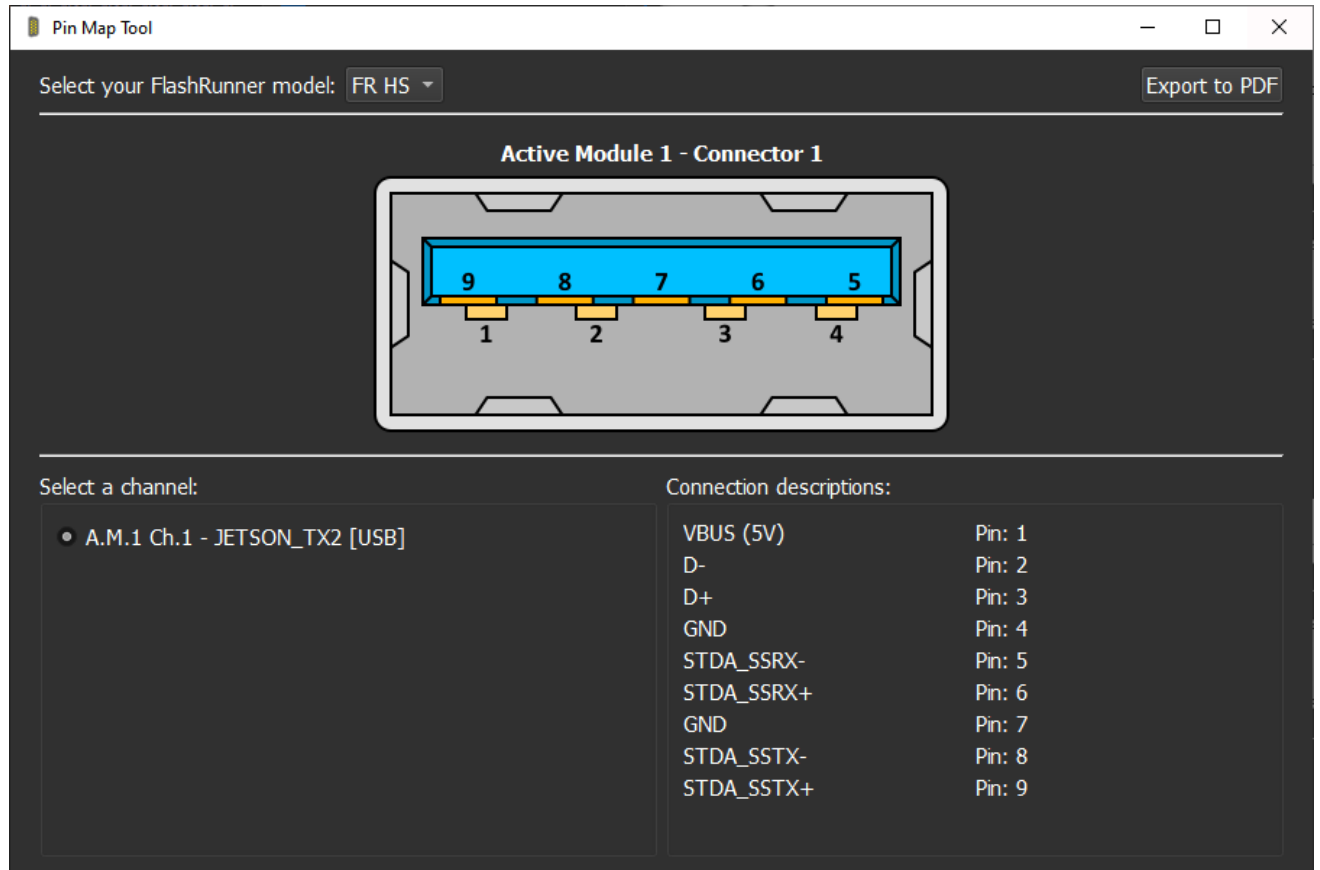 Pin Map Tool
Select your FlashRunner model: FR HS
Export to PDF
Active Module 1 - Connector 1
9 8 7 6 5
1 2 3 4
Select a channel:
A.M.1 Ch.1 - JETSON_TX2 [USB]
Connection descriptions:
VBUS (5V) Pin: 1
D- Pin: 2
D+ Pin: 3
GND Pin: 4
STDA_SSRX- Pin: 5
STDA_SSRX+ Pin: 6
GND Pin: 7
STDA_SSTX- Pin: 8
STDA_SSTX+ Pin: 9